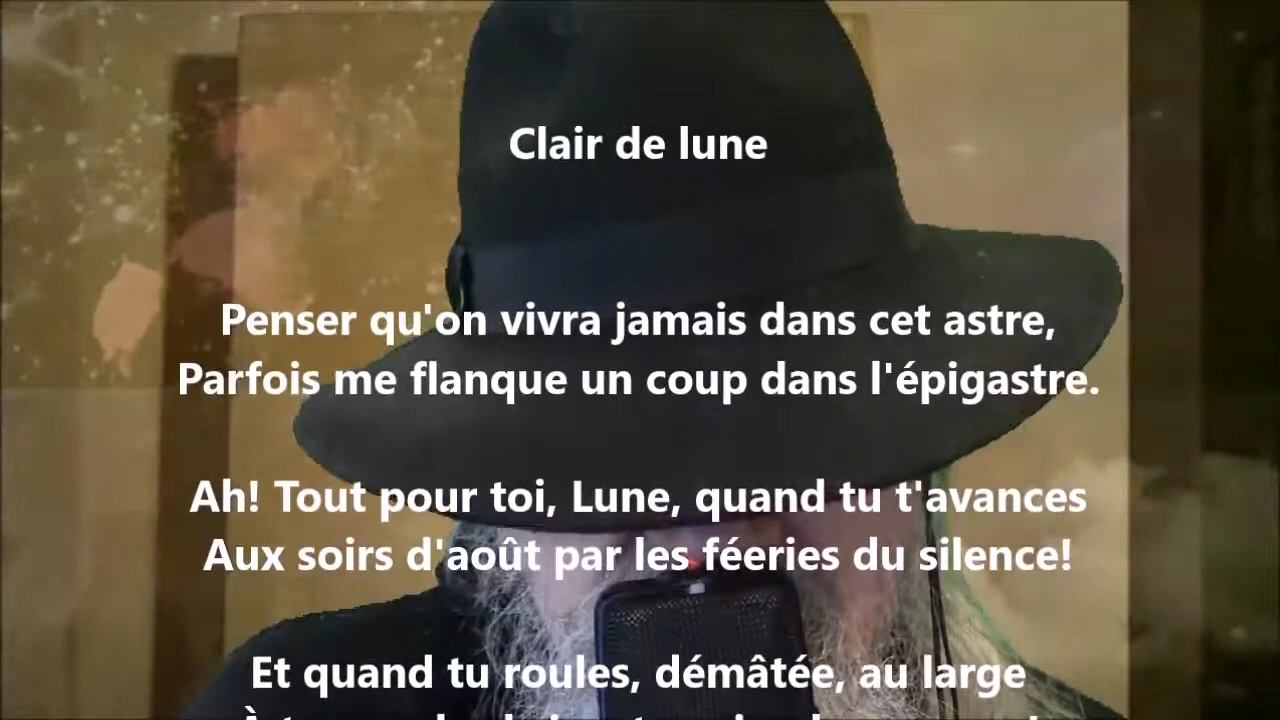 Clair de lune
Penser qu'on vivra jamais dans cet astre,
Parfois me flanque un coup dans l'épigastre.
Ah! Tout pour toi, Lune, quand tu t'avances
Aux soirs d'août par les féeries du silence!
Et quand tu roules, démâtée, au large